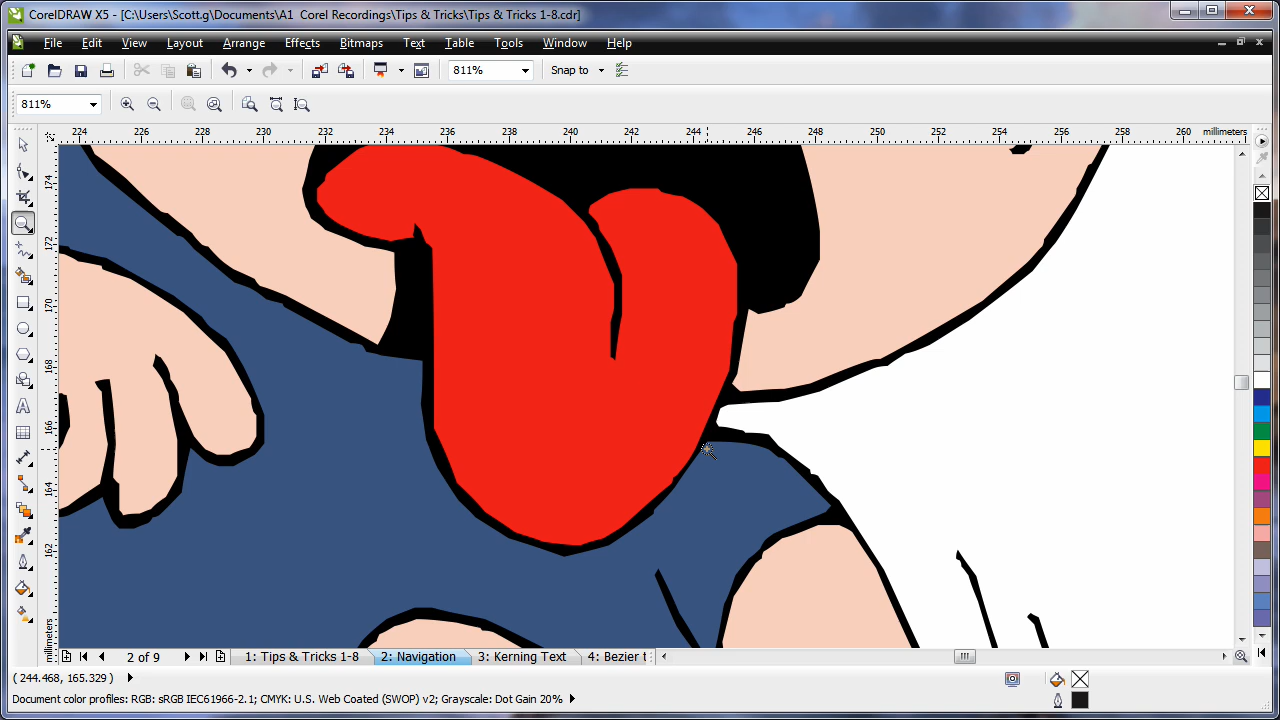 CorelDRAW X5 - [C:\Users\Scott.g\Documents\A1 Corel Recordings\Tips & Tricks\Tips & Tricks 1-8.cdr]
File Edit View Layout Arrange Effects Bitmaps Text Table Tools Window Help
811% Snap to
811%
224 226 228 230 232 234 236 238 240 242 244 246 248 250 252 254 256 258 260 millimeters
174
172
170
168
166
164
162
millimeters
2 of 9 1: Tips & Tricks 1-8 2: Navigation 3: Kerning Text 4: Bezier t
( 244.468, 165.329 )
Document color profiles: RGB: sRGB IEC61966-2.1; CMYK: U.S. Web Coated (SWOP) v2; Grayscale: Dot Gain 20%